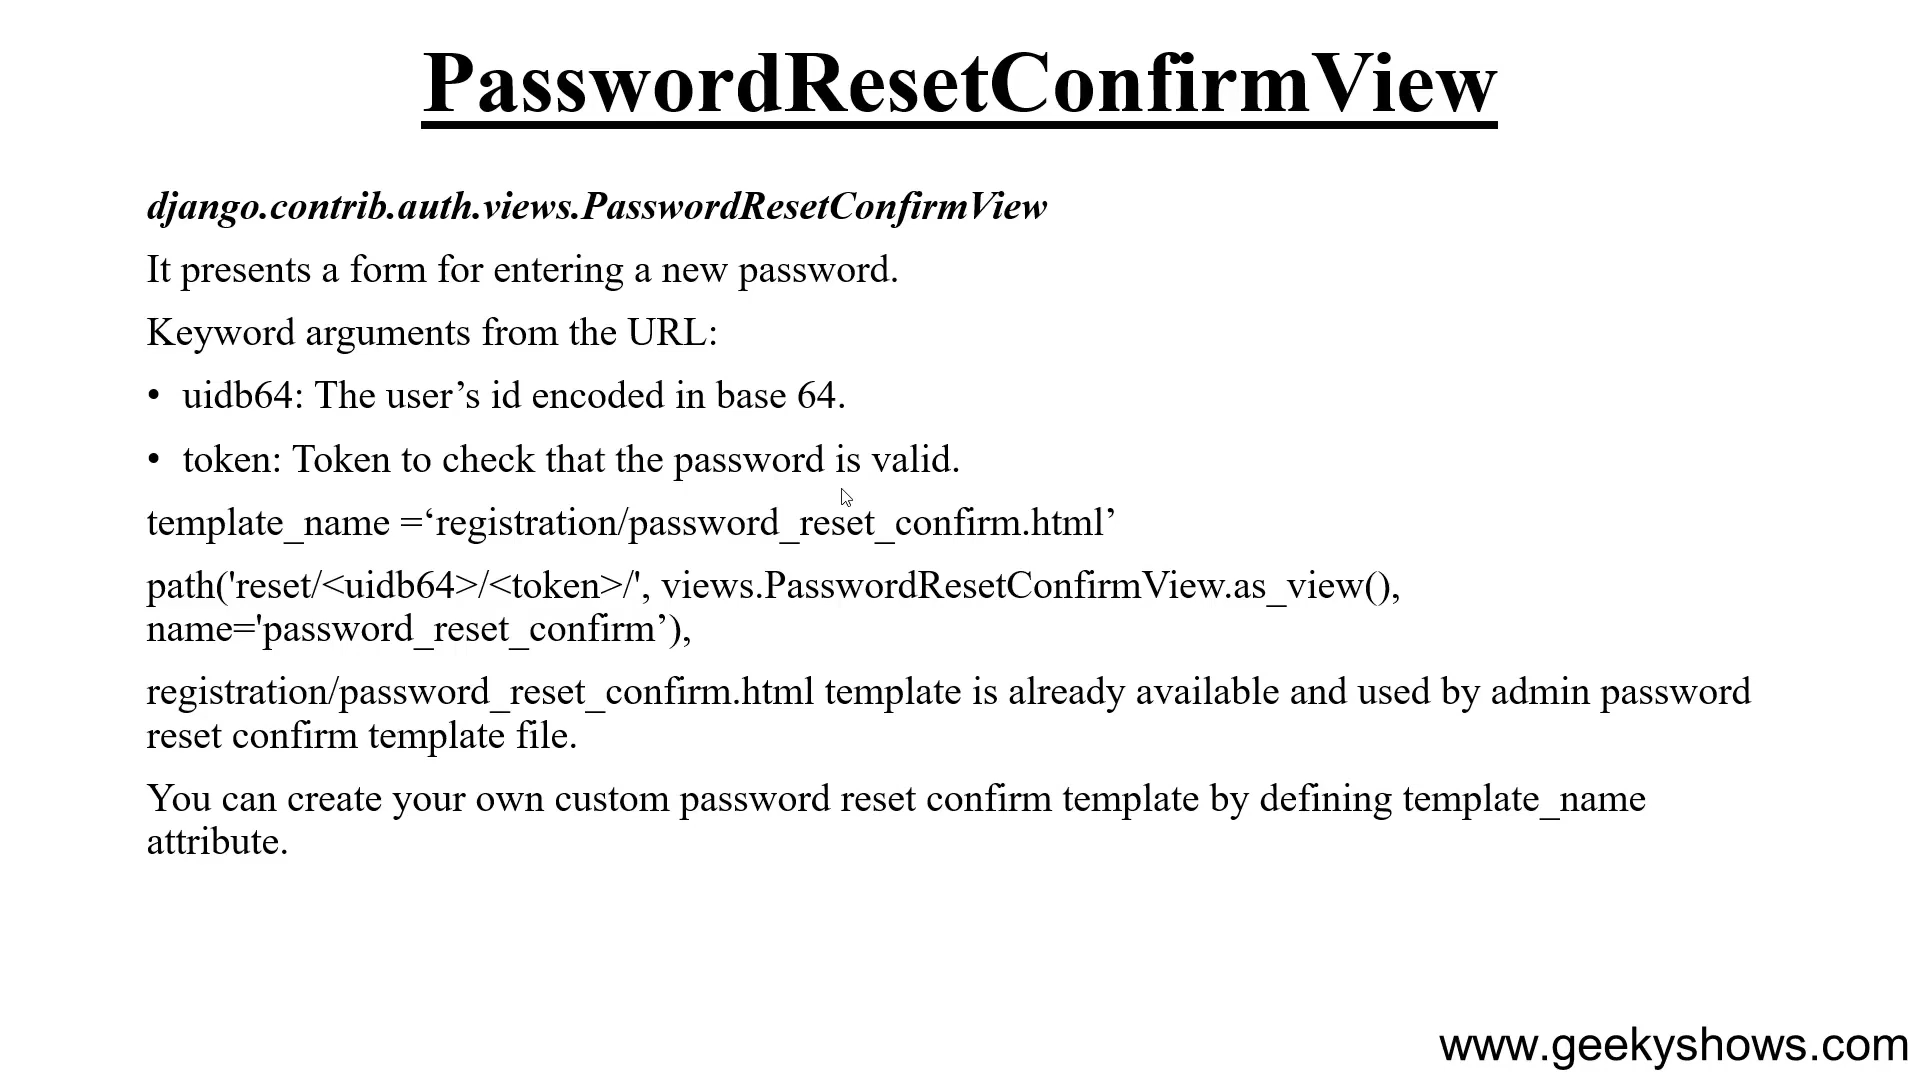 PasswordResetConfirmView
django.contrib.auth.views.PasswordResetConfirmView
It presents a form for entering a new password.
Keyword arguments from the URL:
• uidb64: The user’s id encoded in base 64.
• token: Token to check that the password is valid.
template_name =‘registration/password_reset_confirm.html’
path('reset/<uidb64>/<token>/', views.PasswordResetConfirmView.as_view(),
name='password_reset_confirm’),
registration/password_reset_confirm.html template is already available and used by admin password
reset confirm template file.
You can create your own custom password reset confirm template by defining template_name
attribute.
www.geekyshows.com